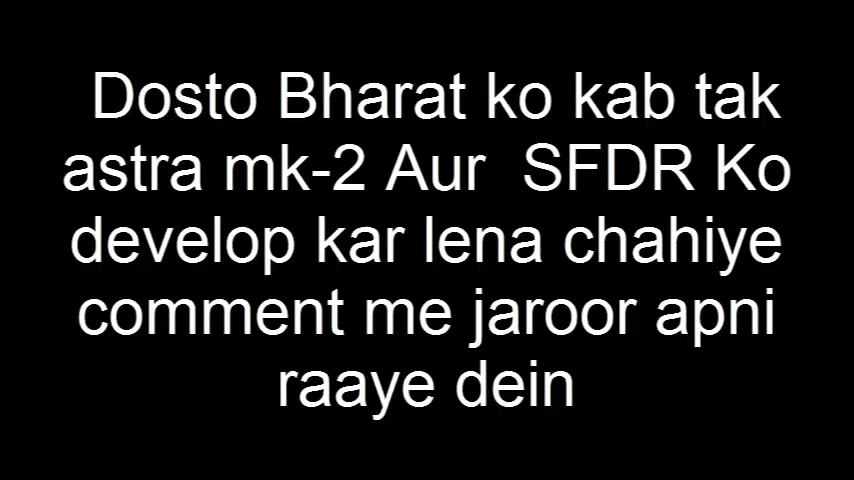 Dosto Bharat ko kab tak
astra mk-2 Aur  SFDR Ko
develop kar lena chahiye
comment me jaroor apni
raaye dein